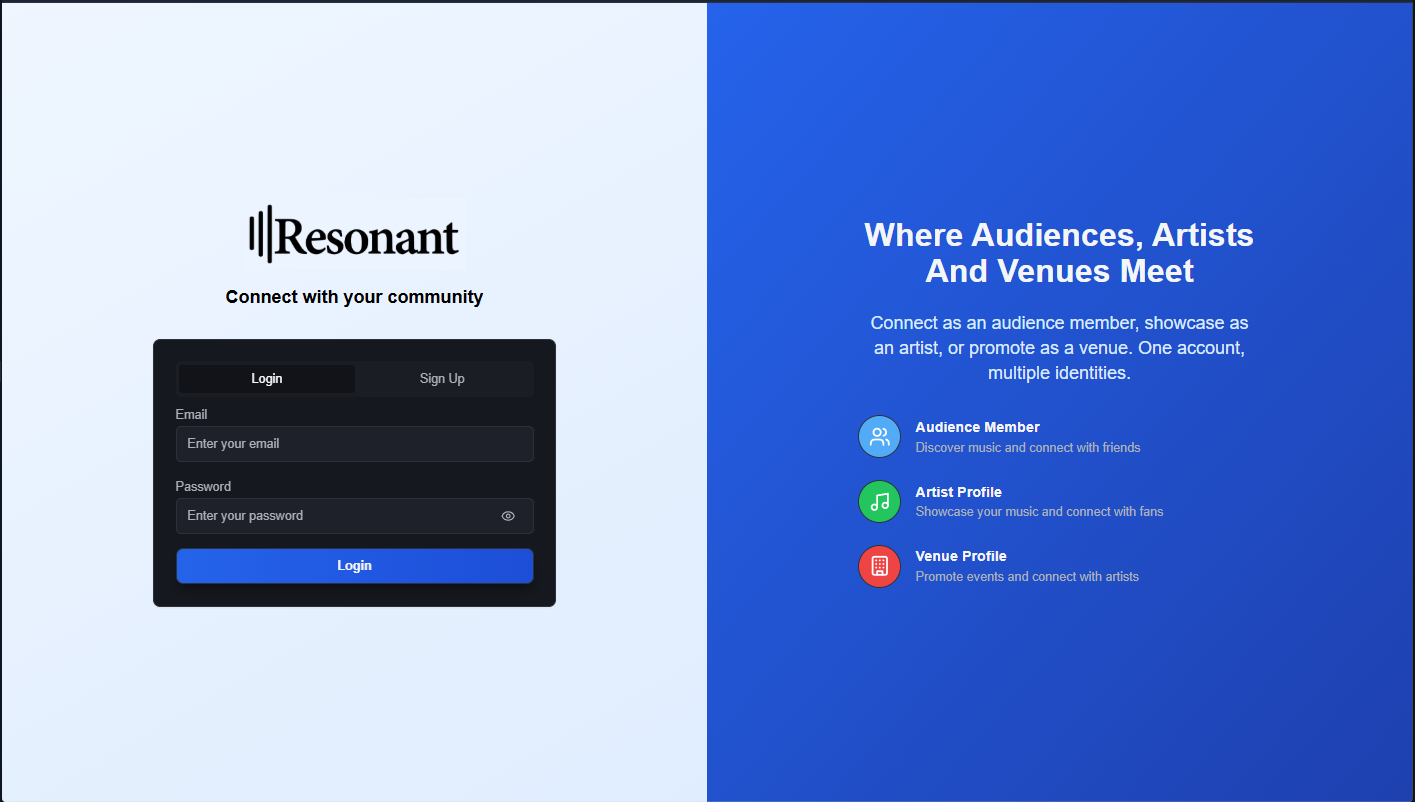 Resonant
Connect with your community
Login
Sign Up
Email
Enter your email
Password
Enter your password
Login
Where Audiences, Artists
And Venues Meet
Connect as an audience member, showcase as
an artist, or promote as a venue. One account,
multiple identities.
Audience Member
Discover music and connect with friends
Artist Profile
Showcase your music and connect with fans
Venue Profile
Promote events and connect with artists